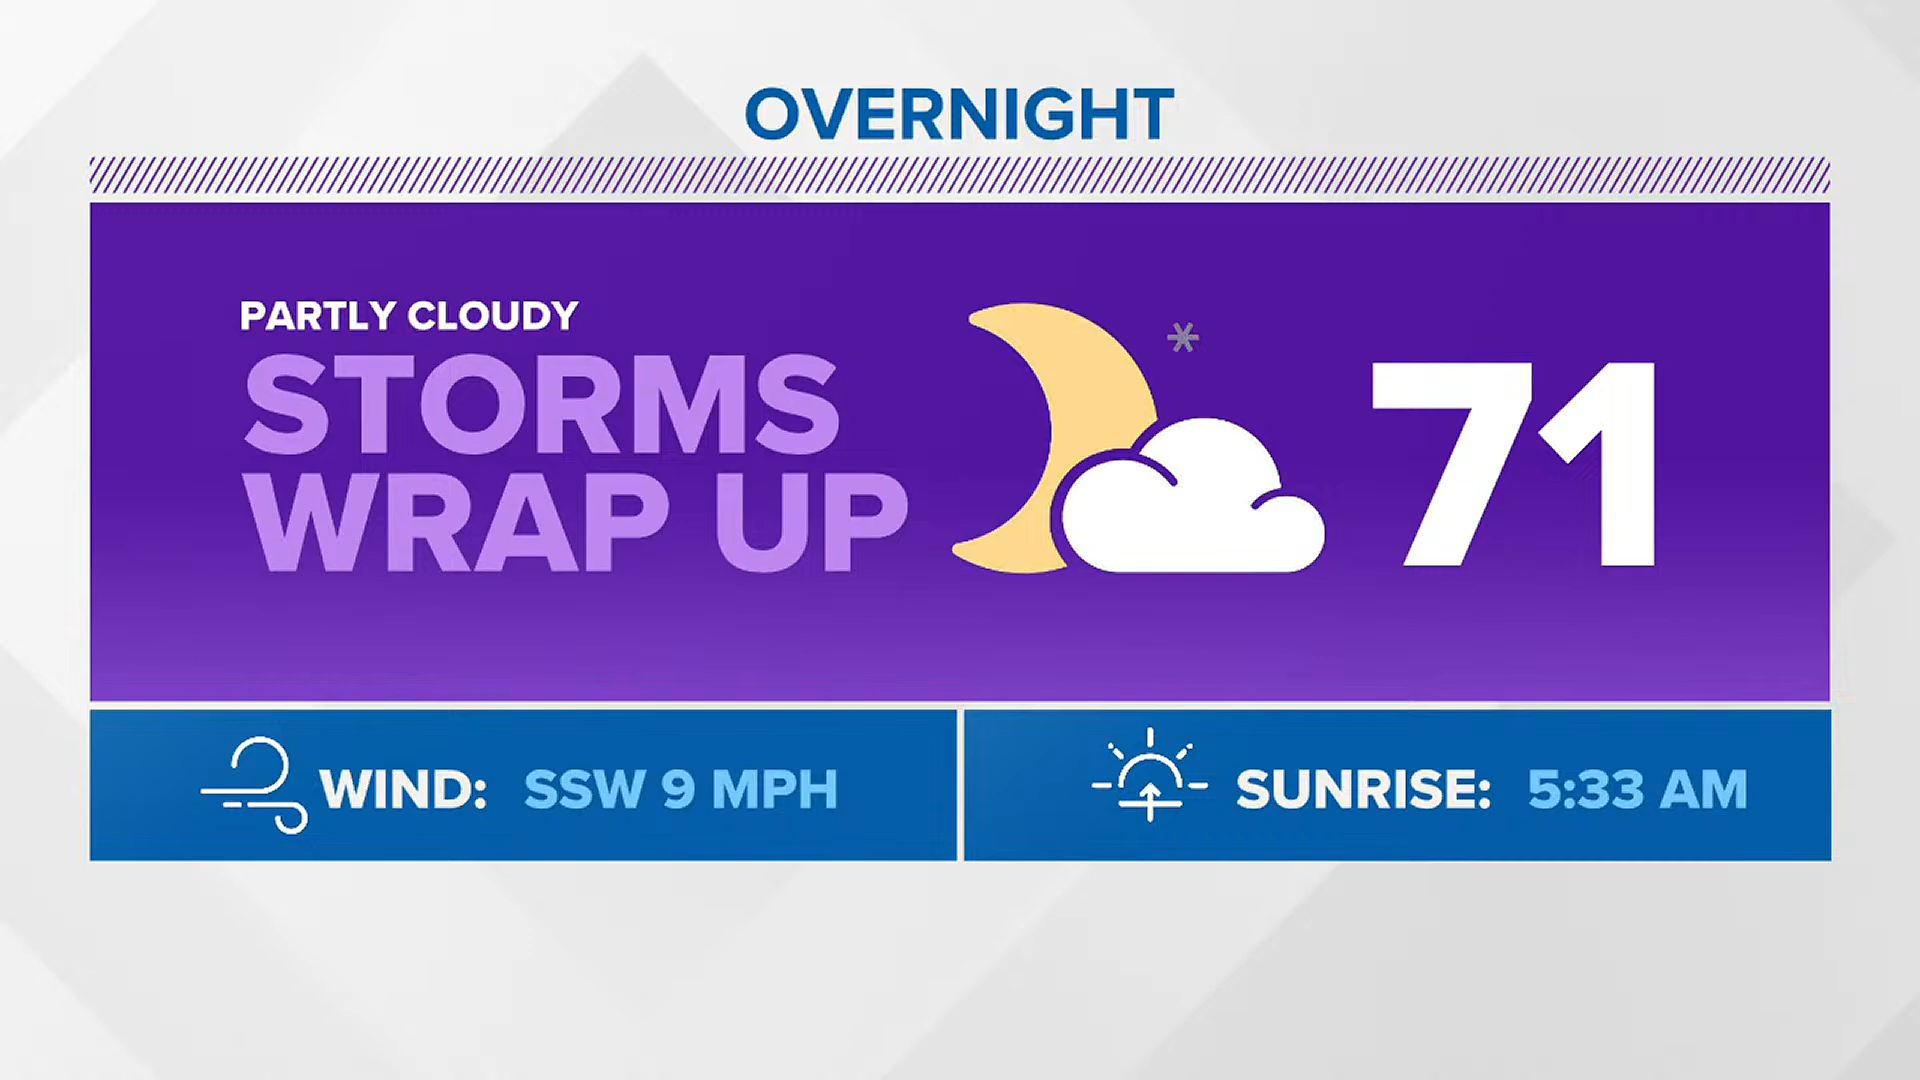 OVERNIGHT
PARTLY CLOUDY
STORMS
WRAP UP
71
WIND: SSW 9 MPH
SUNRISE: 5:33 AM